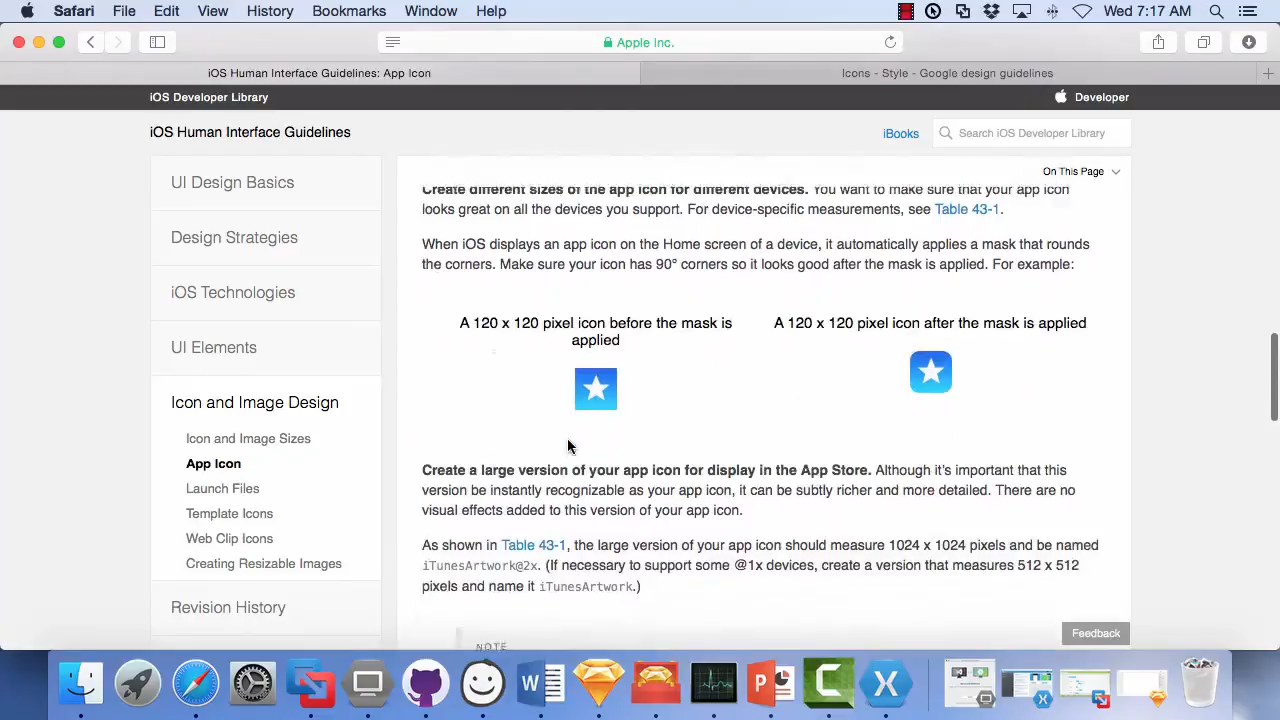 Safari File Edit View History Bookmarks Window Help Wed 7:17 AM
Apple Inc.
iOS Human Interface Guidelines: App Icon
Icons - Style - Google design guidelines
iOS Developer Library
Developer
iOS Human Interface Guidelines
iBooks
Search iOS Developer Library
UI Design Basics
Design Strategies
iOS Technologies
UI Elements
Icon and Image Design
Icon and Image Sizes
App Icon
Launch Files
Template Icons
Web Clip Icons
Creating Resizable Images
Revision History
On This Page
Create different sizes of the app icon for different devices. You want to make sure that your app icon
looks great on all the devices you support. For device-specific measurements, see Table 43-1.
When iOS displays an app icon on the Home screen of a device, it automatically applies a mask that rounds
the corners. Make sure your icon has 90° corners so it looks good after the mask is applied. For example:
A 120 x 120 pixel icon before the mask is
applied
A 120 x 120 pixel icon after the mask is applied
Create a large version of your app icon for display in the App Store. Although it's important that this
version be instantly recognizable as your app icon, it can be subtly richer and more detailed. There are no
visual effects added to this version of your app icon.
As shown in Table 43-1, the large version of your app icon should measure 1024 x 1024 pixels and be named
iTunesArtwork@2x. (If necessary to support some @1x devices, create a version that measures 512 x 512
pixels and name it iTunesArtwork.)
NOTE
Feedback